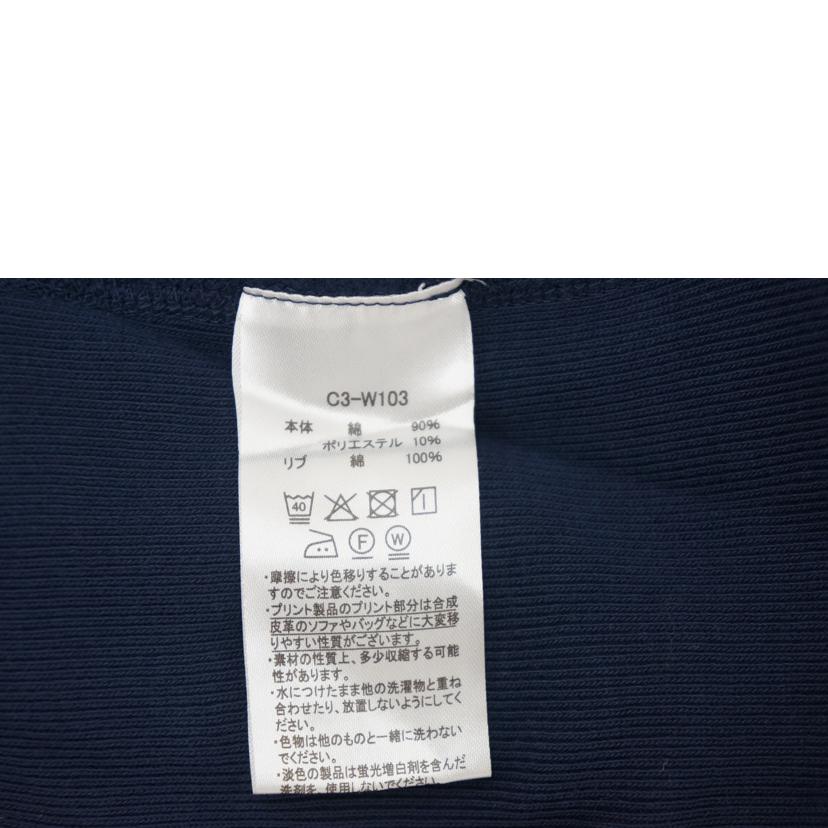 C3-W103
本体 綿 90%
ポリエステル 10%
リブ 綿 100%
40
F W
・摩擦により色移りすることがありま
すのでご注意ください。
・プリント製品のプリント部分は合成
皮革のソファやバッグなどに大変移
りやすい性質がございます。
・素材の性質上、多少収縮する可能
性があります。
・水につけたまま他の洗濯物と重ね
合わせたり、放置しないようにしてく
ださい。
・色物は他のものと一緒に洗わない
でください。
・淡色の製品は蛍光増白剤を含んだ
洗剤を、使用しないでください。